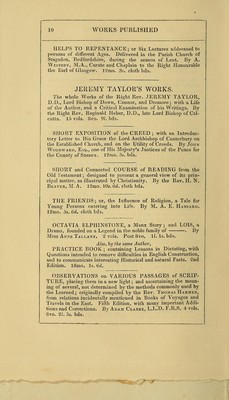 10 WORKS PUBLISHED
HELPS TO REPENTANCE; or Six Lectures addressed to
persons of different Ages. Delivered in the Parish Church of
Stagsden, Bedfordshire, during the season of Lent. By A.
WESTOBY, M.A., Curate and Chaplain to the Right Honourable
the Earl of Glasgow. 12mo. 3s. cloth bds.
JEREMY TAYLOR'S WORKS.
The whole Works of the Right Rev. JEREMY TAYLOR,
D.D., Lord Bishop of Down, Connor, and Dromore; with a Life
of the Author, and a Critical Examination of his Writings. By
the Right Rev. Reginald Heber, D.D., late Lord Bishop of Cal-
cutta. 15 vols. 8vo. 9l. bds.
SHORT EXPOSITION of the CREED; with an Introduc-
tory Letter to His Grace the Lord Archbishop of Canterbury on
the Established Church, and on the Utility of Creeds. By JOHN
WOODWARD, ESQ., one of His Majesty's Justices of the Peace for
the County of Sussex. 12mo. 5s. bds.
SHORT and Connected COURSE of READING from the
Old Testament; designed to present a general view of its prin-
cipal matter, as illustrated by Christianity. By the Rev. H. N.
BEAVER, M. A. 12mo. 10s. 6d. cloth bds.
THE FRIENDS; or, the Influence of Religion, a Tale for
Young Persons entering into Life. By M. A. E.
12mo. 3s. 6d. cloth bds.
OCTAVIA ELPHINSTONE, a Manx Story; and LOIS, a
Drama, founded on a Legend in the noble family of ——. By
Miss ANNE TALLANT. 2 vols. Post 8vo. 1l. 1s. bds.
Also, by the same Author,
PRACTICE BOOK; containing Lessons in Dictating, with
Questions intended to remove difficulties in English Construction,
and to communicate interesting Historical and natural Facts. 2nd
Edition. 18mo. 1s. 6d.
OBSERVATIONS on VARIOUS PASSAGES of SCRIP-
TURE, placing them in a new light; and ascertaining the mean-
ing of several, not determined by the methods commonly used by
the Learned; originally compiled by the Rev. THOMAS HARMER,
from relations incidentally mentioned in Books of Voyages and
Travels in the East. Fifth Edition, with many important Addi-
tions and Corrections. By ADAM CLARKE, L.L.D. F.R.S. 4 vols.
8vo. 2l. 2s. bds.